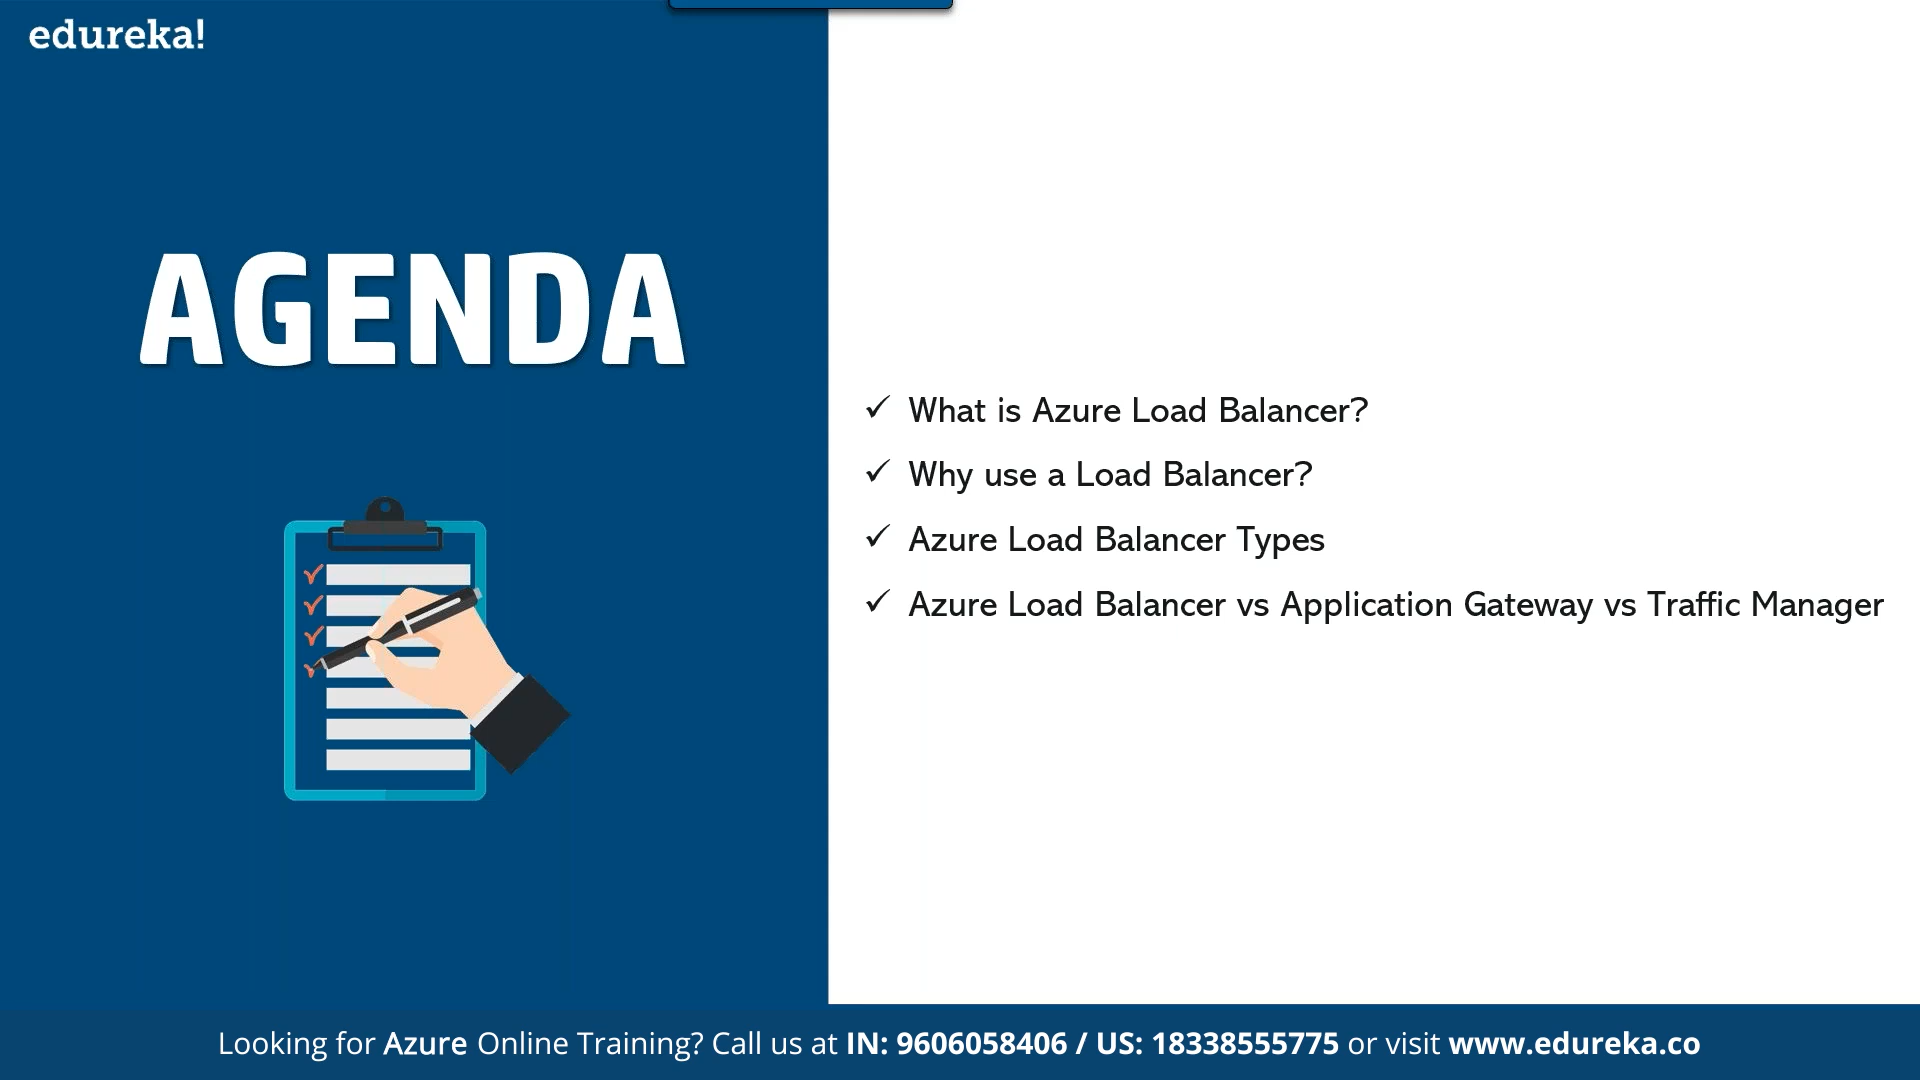 edureka!
AGENDA
What is Azure Load Balancer?
Why use a Load Balancer?
Azure Load Balancer Types
Azure Load Balancer vs Application Gateway vs Traffic Manager
Looking for Azure Online Training? Call us at IN: 9606058406 / US: 18338555775 or visit www.edureka.co